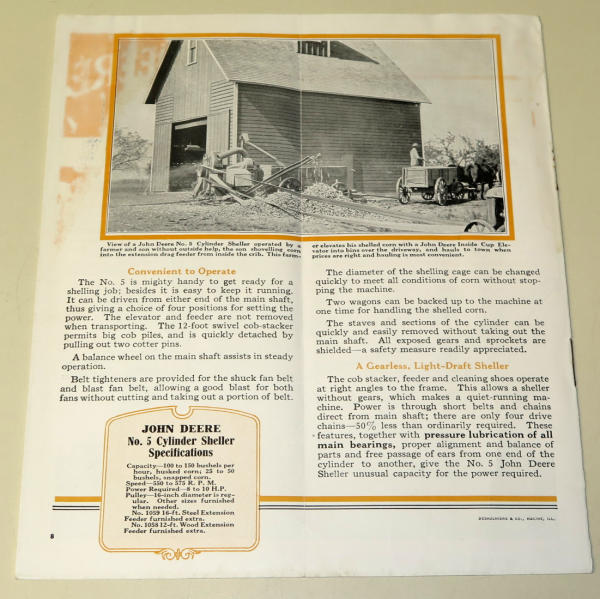 View of a John Deere No. 5 Cylinder Sheller operated by a
farmer and son without outside help, the son shovelling corn
into the extension drag feeder from inside the crib. This farm-
er elevates his shelled corn with a John Deere Inside Cup Ele-
vator into bins over the driveway, and hauls to town when
prices are right and hauling is most convenient.
Convenient to Operate
The No. 5 is mighty handy to get ready for a
shelling job; besides it is easy to keep it running.
It can be driven from either end of the main shaft,
thus giving a choice of four positions for setting the
power. The elevator and feeder are not removed
when transporting. The 12-foot swivel cob-stacker
permits big cob piles, and is quickly detached by
pulling out two cotter pins.
A balance wheel on the main shaft assists in steady
operation.
Belt tighteners are provided for the shuck fan belt
and blast fan belt, allowing a good blast for both
fans without cutting and taking out a portion of belt.
JOHN DEERE
No. 5 Cylinder Sheller
Specifications
Capacity—100 to 150 bushels per
hour, husked corn; 25 to 50
bushels, snapped corn.
Speed—550 to 575 R. P. M.
Power Required—8 to 10 H.P.
Pulley—16-inch diameter is reg-
ular. Other sizes furnished
when needed.
No. 1059 16-ft. Steel Extension
Feeder furnished extra.
No. 1058 12-ft. Wood Extension
Feeder furnished extra.
8
The diameter of the shelling cage can be changed
quickly to meet all conditions of corn without stop-
ping the machine.
Two wagons can be backed up to the machine at
one time for handling the shelled corn.
The staves and sections of the cylinder can be
quickly and easily removed without taking out the
main shaft. All exposed gears and sprockets are
shielded—a safety measure readily appreciated.
A Gearless, Light-Draft Sheller
The cob stacker, feeder and cleaning shoes operate
at right angles to the frame. This allows a sheller
without gears, which makes a quiet-running ma-
chine. Power is through short belts and chains
direct from main shaft; there are only four drive
chains—50% less than ordinarily required. These
features, together with pressure lubrication of all
main bearings, proper alignment and balance of
parts and free passage of ears from one end of the
cylinder to another, give the No. 5 John Deere
Sheller unusual capacity for the power required.
DESAULNIERS & CO., MOLINE, ILL.